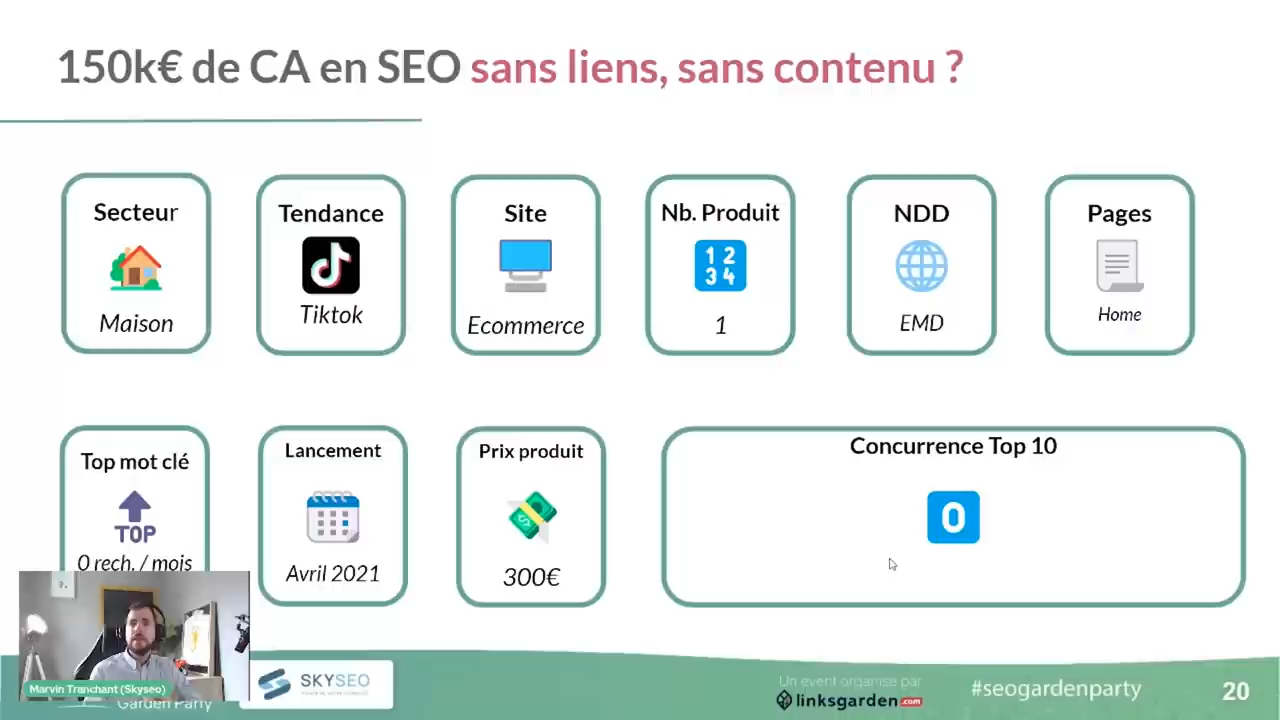 150k€ de CA en SEO sans liens, sans contenu ?
Secteur
Maison
Tendance
Tiktok
Site
Ecommerce
Nb. Produit
1 2
3 4
1
NDD
EMD
Pages
Home
Top mot clé
TOP
0 rech. / mois
Lancement
Avril 2021
Prix produit
300€
Concurrence Top 10
0
Marvin Tranchant (Skyseo)
Garden Party
SKYSEO
Un event organisé par
linksgarden.com
#seogardenparty
20